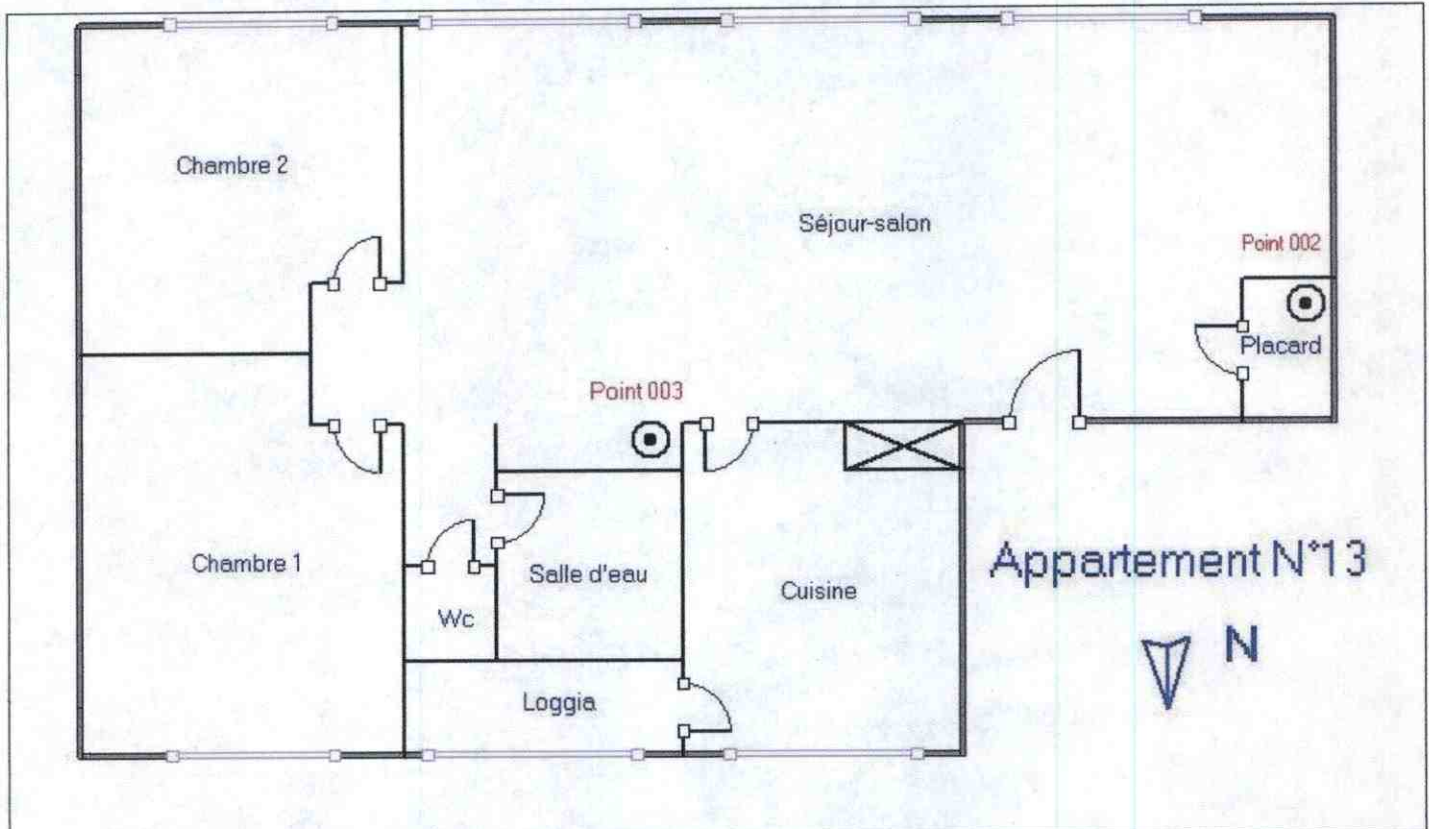 Chambre 2
Séjour-salon
Point 002
Placard
Point 003
Chambre 1
Salle d'eau
Cuisine
Appartement N°13
Wc
N
Loggia